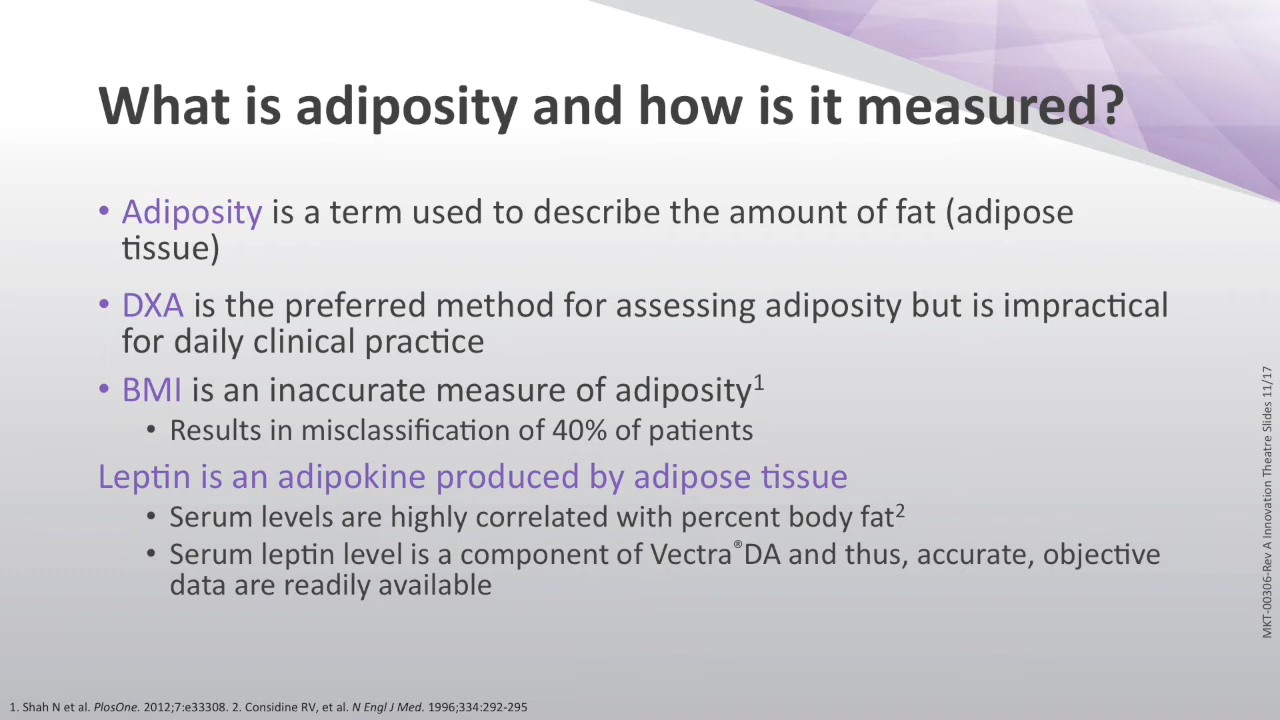 What is adiposity and how is it measured?
• Adiposity is a term used to describe the amount of fat (adipose
tissue)
• DXA is the preferred method for assessing adiposity but is impractical
for daily clinical practice
• BMI is an inaccurate measure of adiposity¹
• Results in misclassification of 40% of patients
Leptin is an adipokine produced by adipose tissue
• Serum levels are highly correlated with percent body fat²
• Serum leptin level is a component of Vectra®DA and thus, accurate, objective
data are readily available
MKT-00306-Rev A Innovation Theatre Slides 11/17
1. Shah N et al. PlosOne. 2012;7:e33308. 2. Considine RV, et al. N Engl J Med. 1996;334:292-295